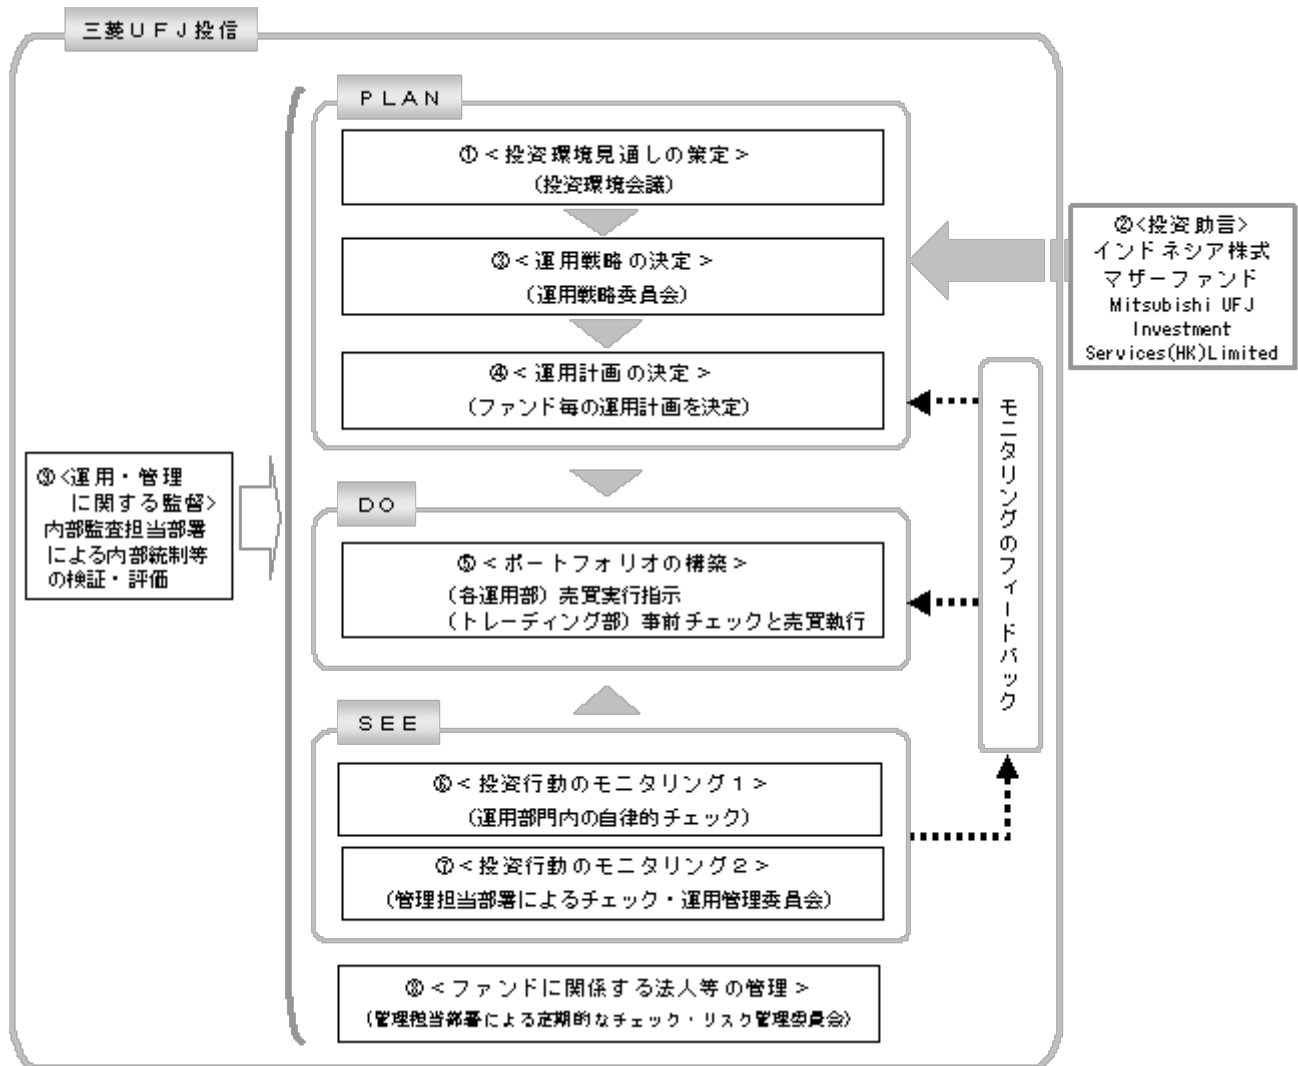 三菱ＵＦＪ投信
ＰＬＡＮ
①＜投資環境見通しの策定＞
（投資環境会議）
②<投資助言>
インドネシア株式
マザーファンド
Mitsubishi UFJ
Investment
Services(HK)Limited
③＜運用戦略の決定＞
（運用戦略委員会）
④＜運用計画の決定＞
（ファンド毎の運用計画を決定）
モニタリングのフィードバック
⑨<運用・管理
に関する監督>
内部監査担当部署
による内部統制等
の検証・評価
ＤＯ
⑤＜ポートフォリオの構築＞
（各運用部）売買実行指示
（トレーディング部）事前チェックと売買執行
ＳＥＥ
⑥＜投資行動のモニタリング１＞
（運用部門内の自律的チェック）
⑦＜投資行動のモニタリング２＞
（管理担当部署によるチェック・運用管理委員会）
⑧＜ファンドに関係する法人等の管理＞
（管理担当部署による定期的なチェック・リスク管理委員会）